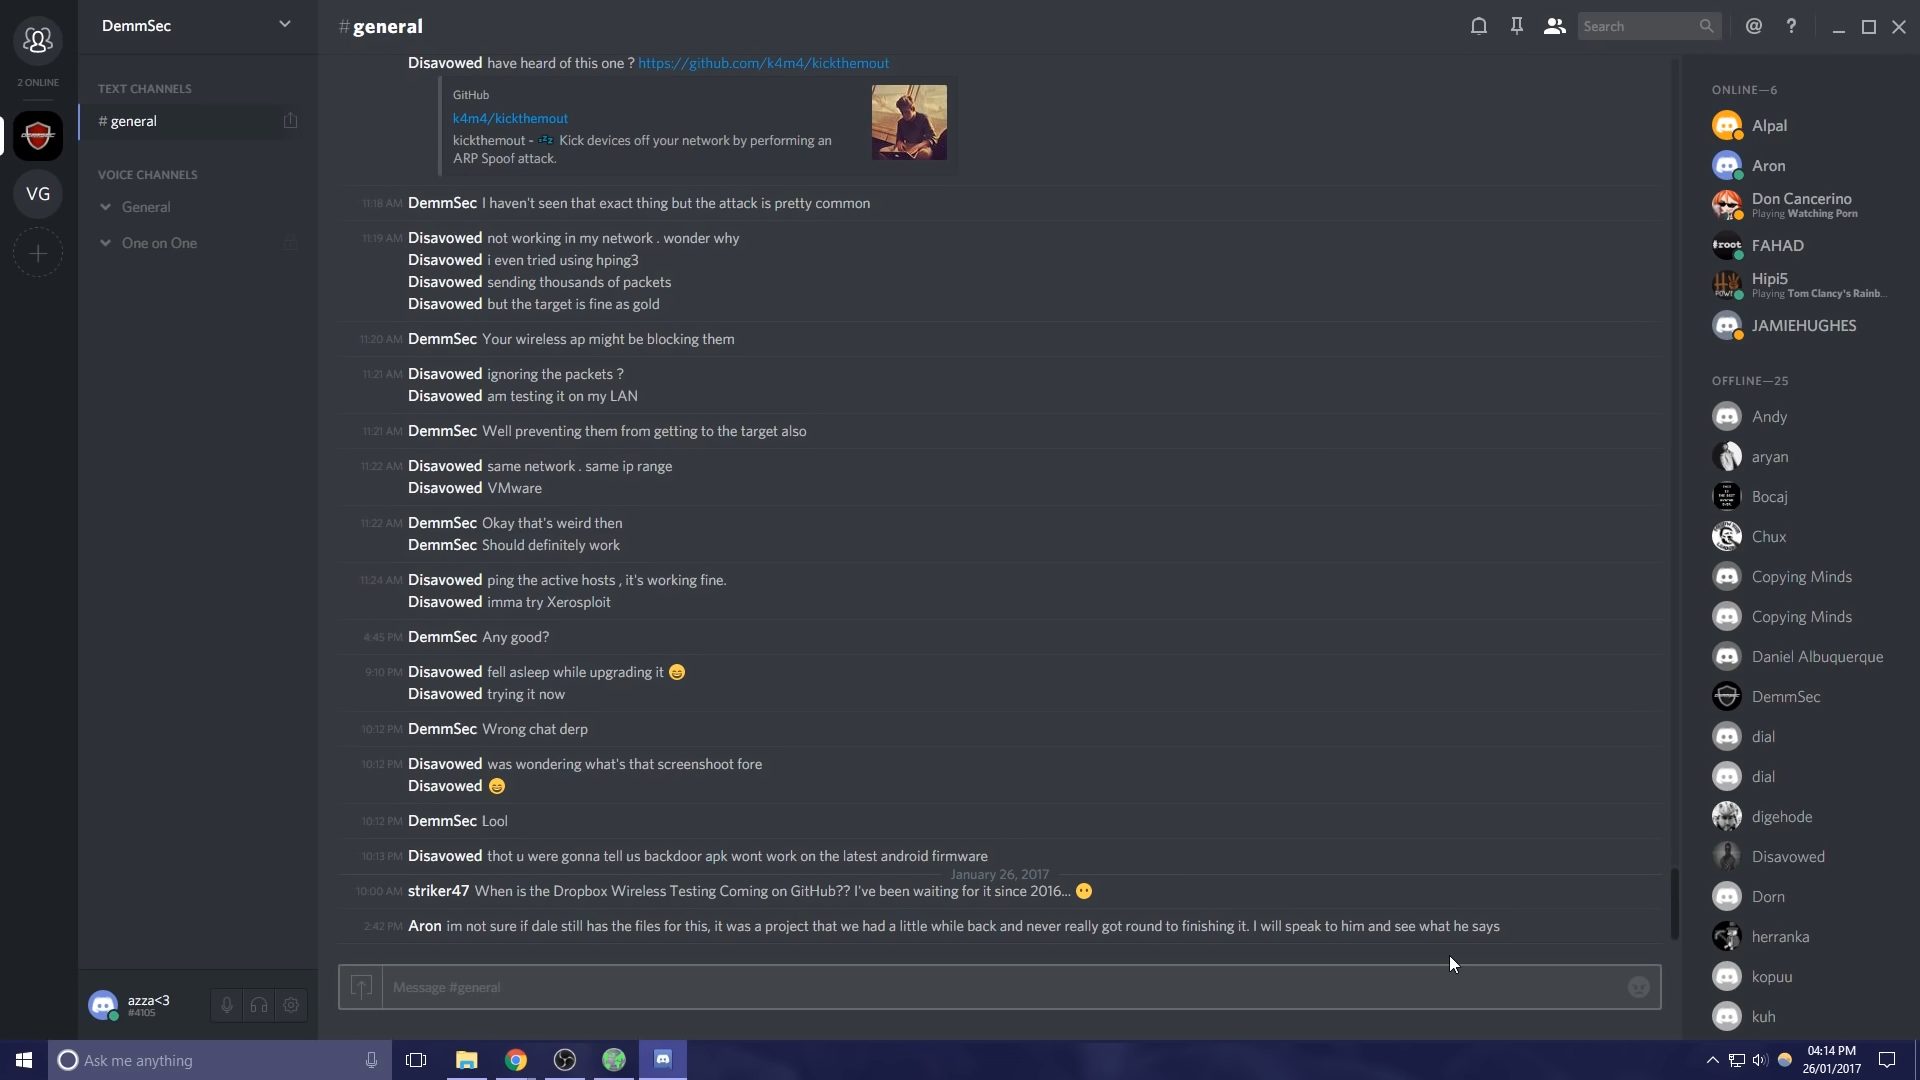 DemmSec
#general
Search
2 ONLINE
VG
TEXT CHANNELS
# general
VOICE CHANNELS
General
One on One
Disavowed have heard of this one ? https://github.com/k4m4/kickthemout
GitHub
k4m4/kickthemout
kickthemout - 💤 Kick devices off your network by performing an
ARP Spoof attack.
11:18 AM DemmSec I haven't seen that exact thing but the attack is pretty common
11:19 AM Disavowed not working in my network . wonder why
Disavowed i even tried using hping3
Disavowed sending thousands of packets
Disavowed but the target is fine as gold
11:20 AM DemmSec Your wireless ap might be blocking them
11:21 AM Disavowed ignoring the packets ?
Disavowed am testing it on my LAN
11:21 AM DemmSec Well preventing them from getting to the target also
11:22 AM Disavowed same network . same ip range
Disavowed VMware
11:22 AM DemmSec Okay that's weird then
DemmSec Should definitely work
11:24 AM Disavowed ping the active hosts , it's working fine.
Disavowed imma try Xerosploit
4:45 PM DemmSec Any good?
9:10 PM Disavowed fell asleep while upgrading it 😄
Disavowed trying it now
10:12 PM DemmSec Wrong chat derp
10:12 PM Disavowed was wondering what's that screenshoot fore
Disavowed 😄
10:12 PM DemmSec Lool
10:13 PM Disavowed thot u were gonna tell us backdoor apk wont work on the latest android firmware
January 26, 2017
10:00 AM striker47 When is the Dropbox Wireless Testing Coming on GitHub?? I've been waiting for it since 2016... 😶
2:42 PM Aron im not sure if dale still has the files for this, it was a project that we had a little while back and never really got round to finishing it. I will speak to him and see what he says
Message #general
ONLINE—6
Alpal
Aron
Don Cancerino
Playing Watching Porn
#root
FAHAD
Hipi5
Playing Tom Clancy's Rainb...
JAMIEHUGHES
OFFLINE—25
Andy
aryan
Bocaj
Chux
Copying Minds
Copying Minds
Daniel Albuquerque
DemmSec
dial
dial
digehode
Disavowed
Dorn
herranka
kopuu
kuh
azza<3
#4105
Ask me anything
04:14 PM
26/01/2017